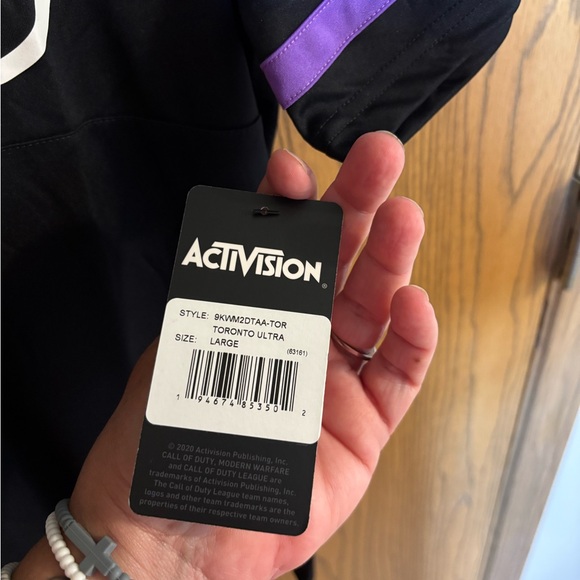 ACTIVISION®
STYLE: 9KWM2DTAA-TOR
TORONTO ULTRA
SIZE: LARGE (63161)
1 94674 85350 2
© 2020 Activision Publishing, Inc.
CALL OF DUTY, MODERN WARFARE
and CALL OF DUTY LEAGUE are
trademarks of Activision Publishing, Inc.
The Call of Duty League team names,
logos and other team trademarks are the
properties of their respective team owners.